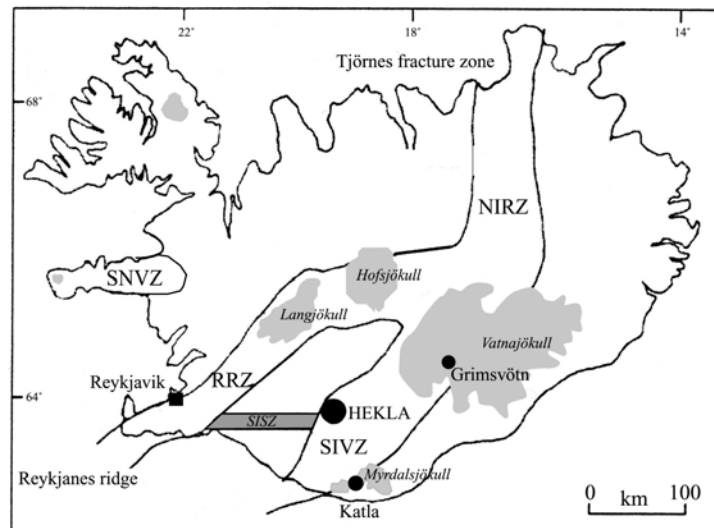 22°
18°
14°
Tjörnes fracture zone
68°
NIRZ
SNVZ
Hofsjökull
Langjökull
Vatnajökull
Reykjavik
Grimsvötn
RRZ
64°
HEKLA
SISZ
SIVZ
Reykjanes ridge
Myrdalsjökull
Katla
0
100
km